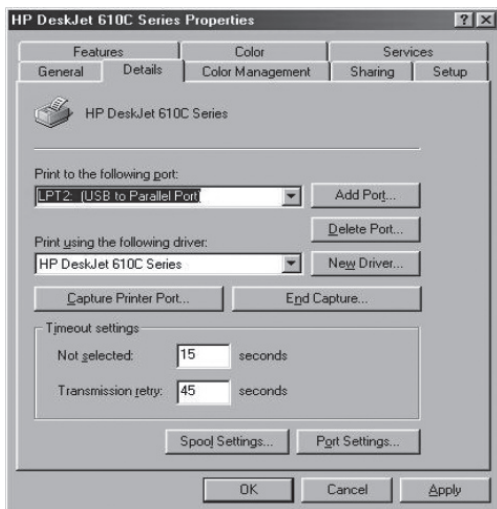 HP DeskJet 610C Series Properties
Features Color Services
General Details Color Management Sharing Setup
HP DeskJet 610C Series
Print to the following port:
LPT2: (USB to Parallel Port)
Add Port...
Delete Port...
Print using the following driver:
HP DeskJet 610C Series
New Driver...
Capture Printer Port... End Capture...
Timeout settings
Not selected: 15 seconds
Transmission retry: 45 seconds
Spool Settings... Port Settings...
OK Cancel Apply